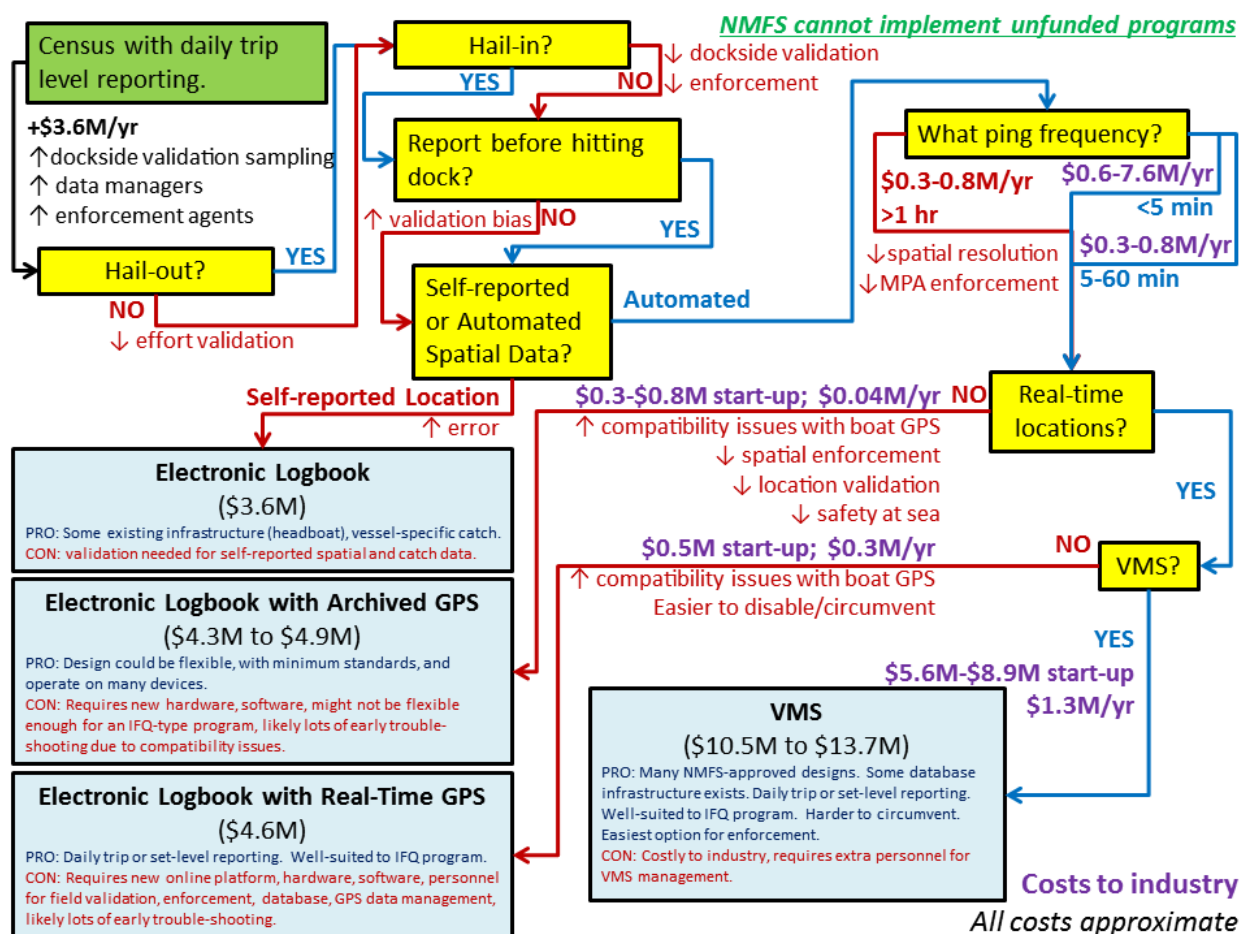 NMFS cannot implement unfunded programs
Census with daily trip
level reporting.
+$3.6M/yr
↑dockside validation sampling
↑ data managers
↑ enforcement agents
Hail-out?
YES
NO
↓ effort validation
Hail-in?
YES
NO
↓ dockside validation
↓ enforcement
Report before hitting
dock?
↑ validation bias
NO
YES
Self-reported
or Automated
Spatial Data?
Automated
Self-reported Location
↑ error
What ping frequency?
$0.3-0.8M/yr
>1 hr
↓spatial resolution
↓MPA enforcement
$0.6-7.6M/yr
<5 min
$0.3-0.8M/yr
5-60 min
Real-time
locations?
NO
YES
$0.3-$0.8M start-up; $0.04M/yr
↑ compatibility issues with boat GPS
↓ spatial enforcement
↓ location validation
↓ safety at sea
VMS?
NO
YES
$0.5M start-up; $0.3M/yr
↑ compatibility issues with boat GPS
Easier to disable/circumvent
$5.6M-$8.9M start-up
$1.3M/yr
Electronic Logbook
($3.6M)
PRO: Some existing infrastructure (headboat), vessel-specific catch.
CON: validation needed for self-reported spatial and catch data.
Electronic Logbook with Archived GPS
($4.3M to $4.9M)
PRO: Design could be flexible, with minimum standards, and
operate on many devices.
CON: Requires new hardware, software, might not be flexible
enough for an IFQ-type program, likely lots of early trouble-
shooting due to compatibility issues.
Electronic Logbook with Real-Time GPS
($4.6M)
PRO: Daily trip or set-level reporting. Well-suited to IFQ program.
CON: Requires new online platform, hardware, software, personnel
for field validation, enforcement, database, GPS data management,
likely lots of early trouble-shooting.
VMS
($10.5M to $13.7M)
PRO: Many NMFS-approved designs. Some database
infrastructure exists. Daily trip or set-level reporting.
Well-suited to IFQ program. Harder to circumvent.
Easiest option for enforcement.
CON: Costly to industry, requires extra personnel for
VMS management.
Costs to industry
All costs approximate